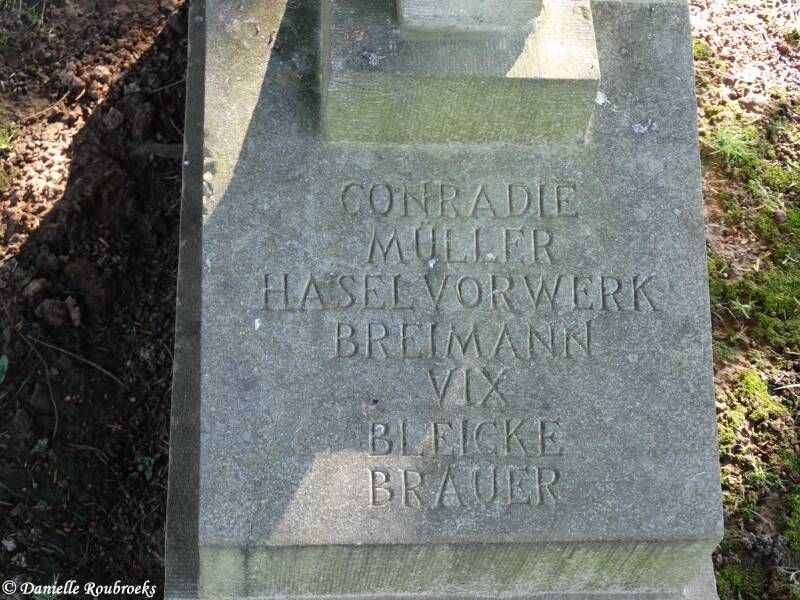 CONRADIE
MÜLLER
HASELVORWERK
BREIMANN
VIX
BLEICKE
BRAUER
© Danielle Roubroeks